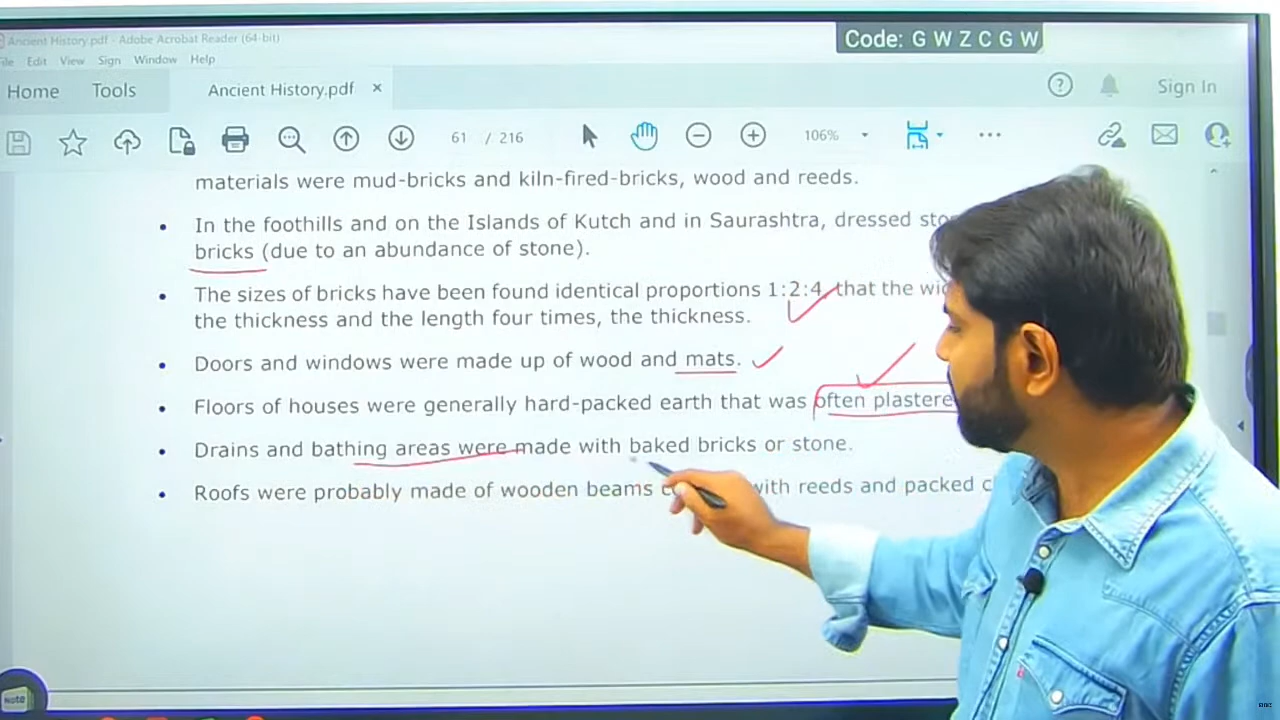 Ancient History.pdf - Adobe Acrobat Reader (64-bit)
Code: G W Z C G W
File Edit View Sign Window Help
Home Tools Ancient History.pdf × ? Sign In
61 / 216 106%
materials were mud-bricks and kiln-fired-bricks, wood and reeds.
• In the foothills and on the Islands of Kutch and in Saurashtra, dressed
bricks (due to an abundance of stone).
• The sizes of bricks have been found identical proportions 1:2:4, that the
the thickness and the length four times, the thickness.
• Doors and windows were made up of wood and mats.
• Floors of houses were generally hard-packed earth that was often plastere
• Drains and bathing areas were made with baked bricks or stone.
• Roofs were probably made of wooden beams with reeds and packed
Note